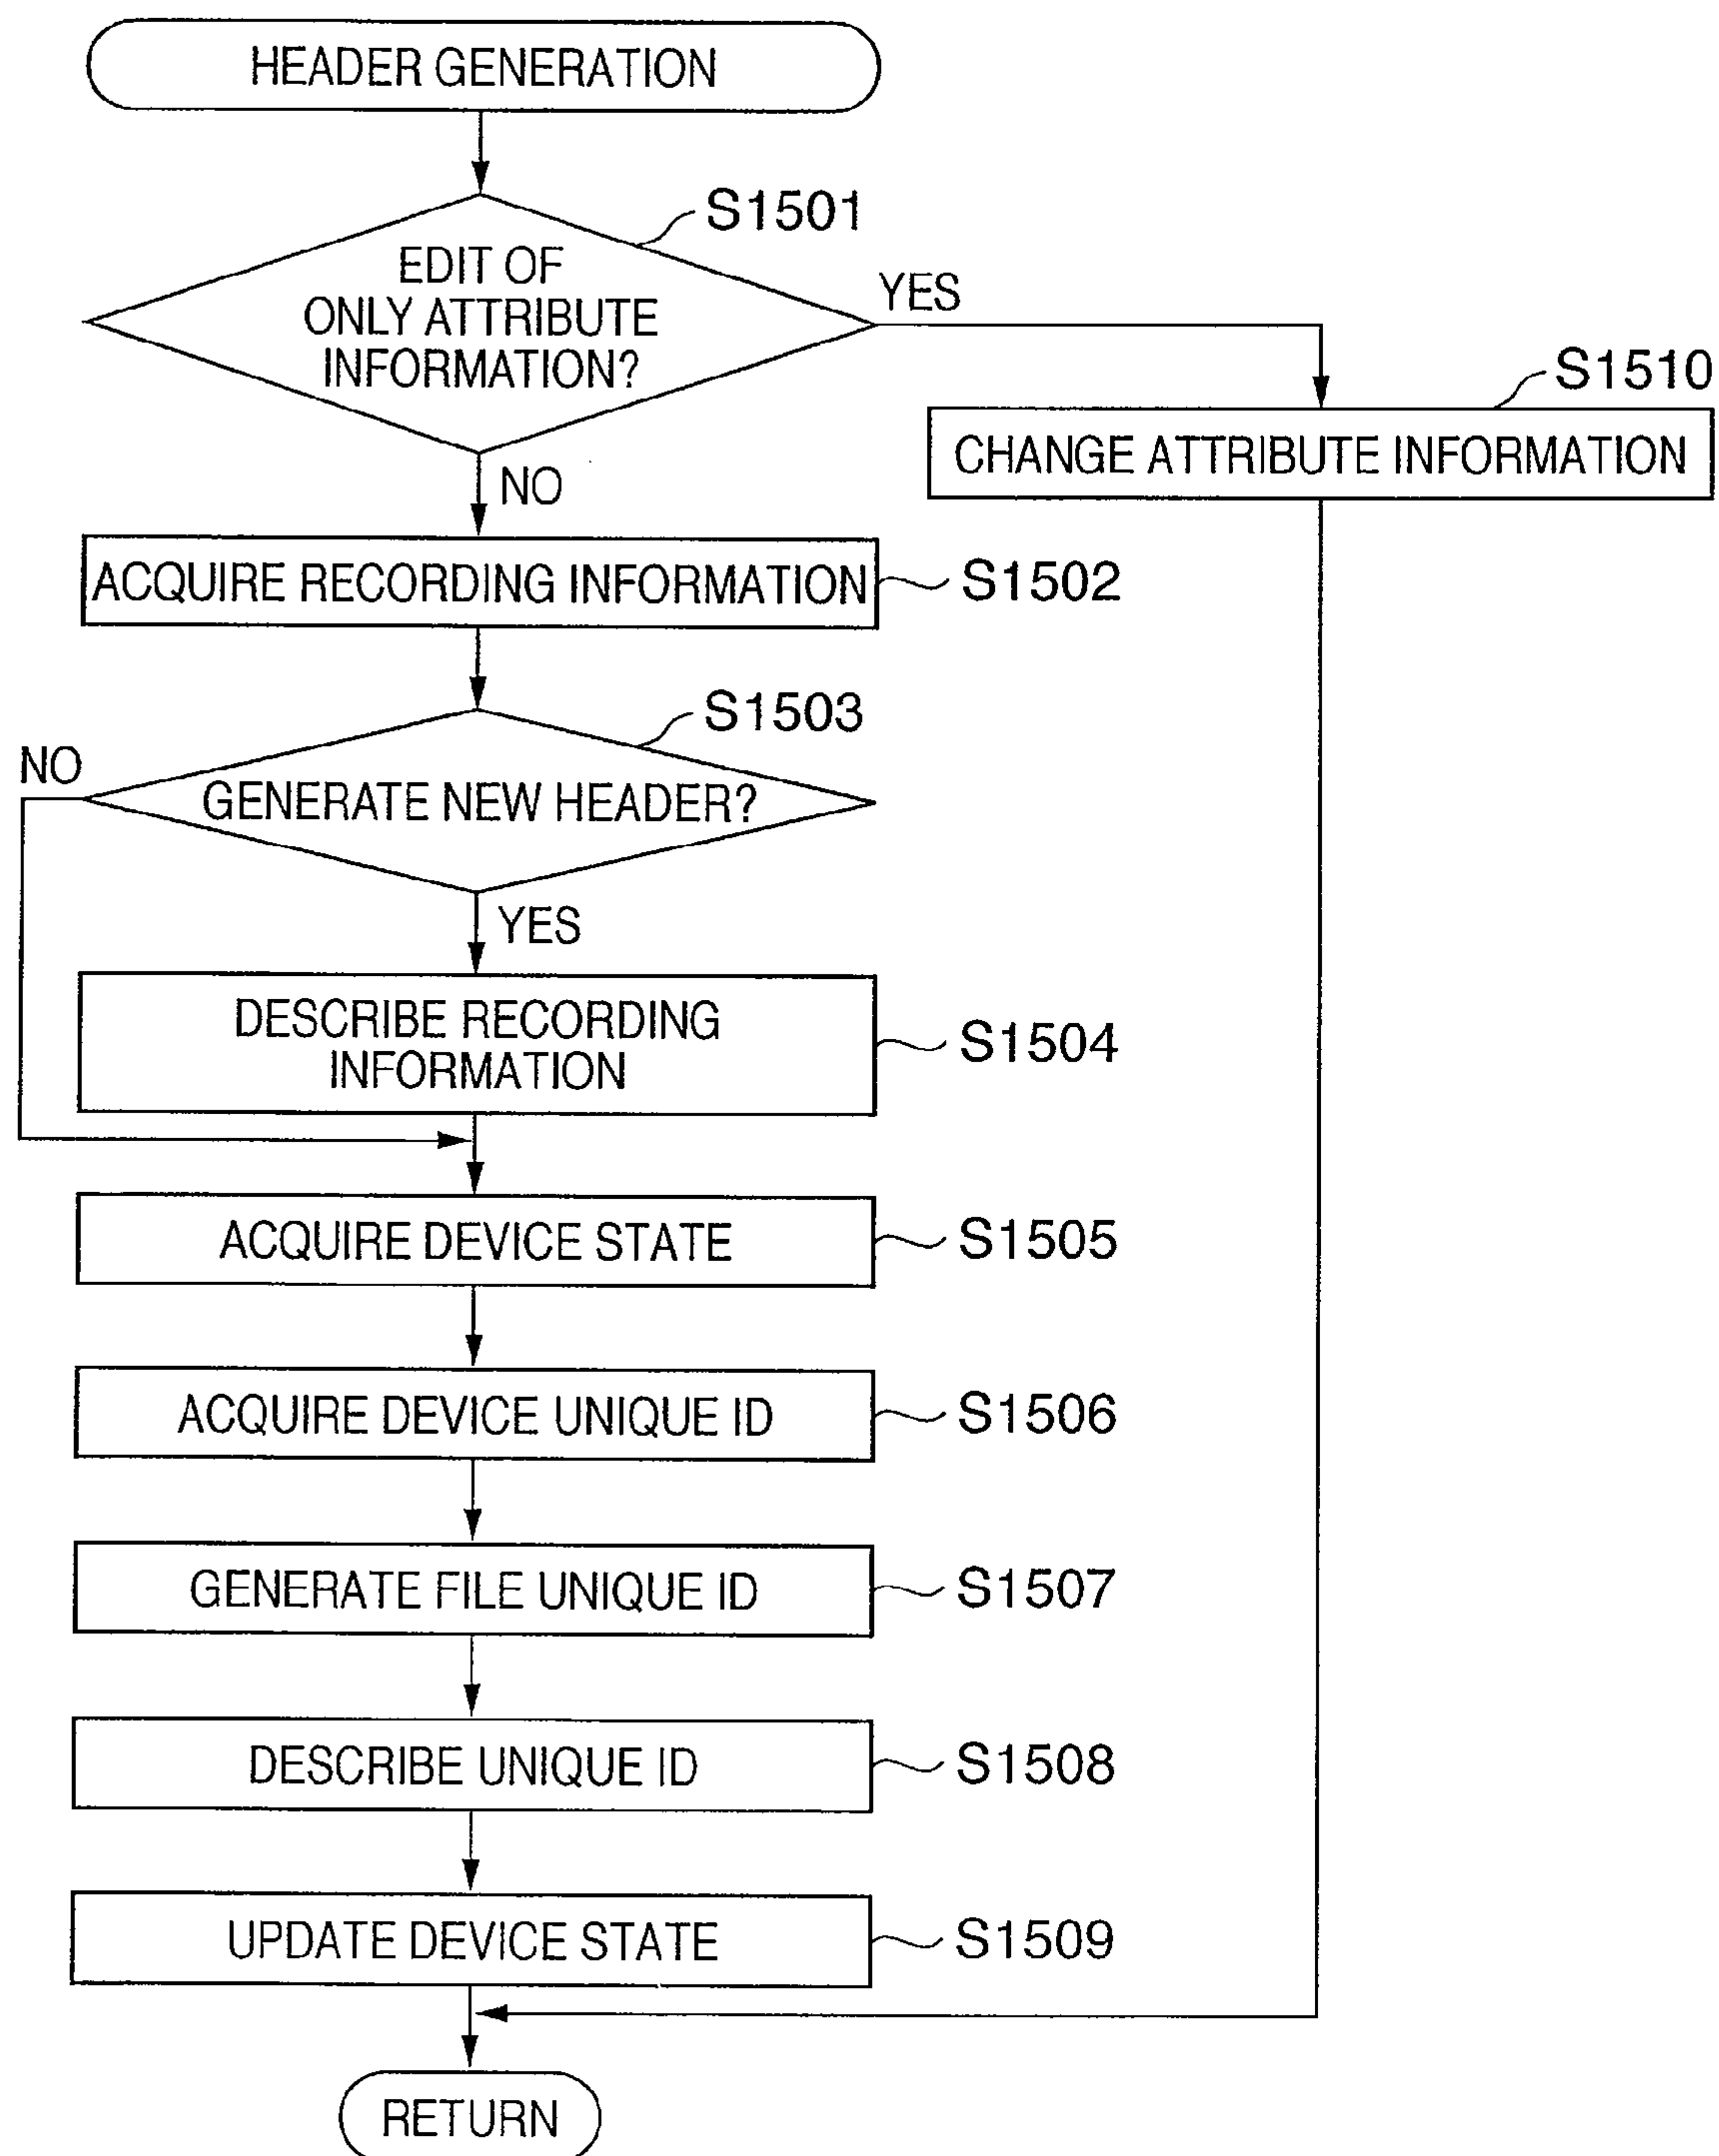 HEADER GENERATION
S1501
EDIT OF
ONLY ATTRIBUTE
INFORMATION?
YES
S1510
CHANGE ATTRIBUTE INFORMATION
NO
ACQUIRE RECORDING INFORMATION
S1502
S1503
NO
GENERATE NEW HEADER?
YES
DESCRIBE RECORDING
INFORMATION
S1504
ACQUIRE DEVICE STATE
S1505
ACQUIRE DEVICE UNIQUE ID
S1506
GENERATE FILE UNIQUE ID
S1507
DESCRIBE UNIQUE ID
S1508
UPDATE DEVICE STATE
S1509
RETURN